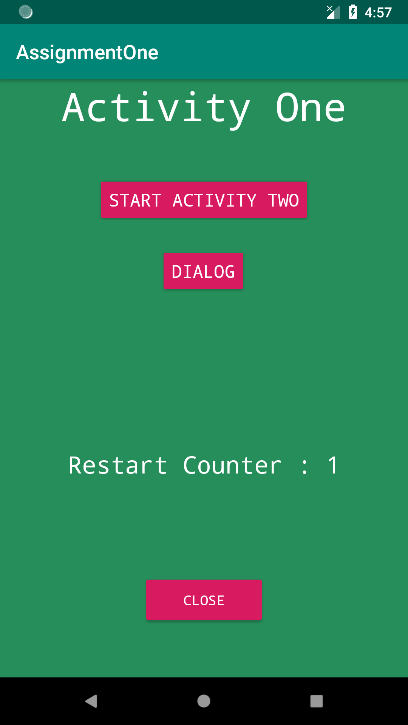 4:57
AssignmentOne
Activity One
START ACTIVITY TWO
DIALOG
Restart Counter : 1
CLOSE